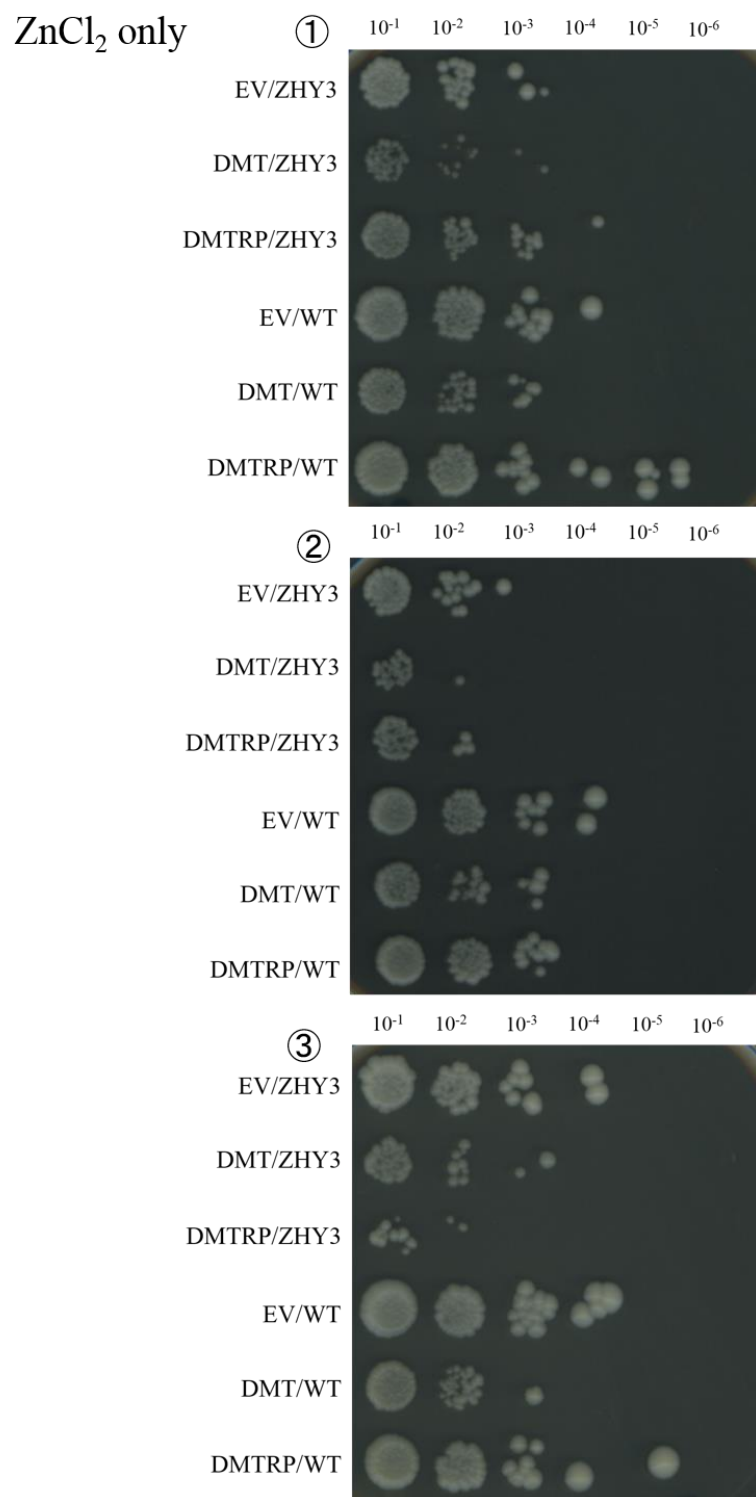 ZnCl₂ only
① 10⁻¹ 10⁻² 10⁻³ 10⁻⁴ 10⁻⁵ 10⁻⁶
EV/ZHY3
DMT/ZHY3
DMTRP/ZHY3
EV/WT
DMT/WT
DMTRP/WT
② 10⁻¹ 10⁻² 10⁻³ 10⁻⁴ 10⁻⁵ 10⁻⁶
EV/ZHY3
DMT/ZHY3
DMTRP/ZHY3
EV/WT
DMT/WT
DMTRP/WT
③ 10⁻¹ 10⁻² 10⁻³ 10⁻⁴ 10⁻⁵ 10⁻⁶
EV/ZHY3
DMT/ZHY3
DMTRP/ZHY3
EV/WT
DMT/WT
DMTRP/WT